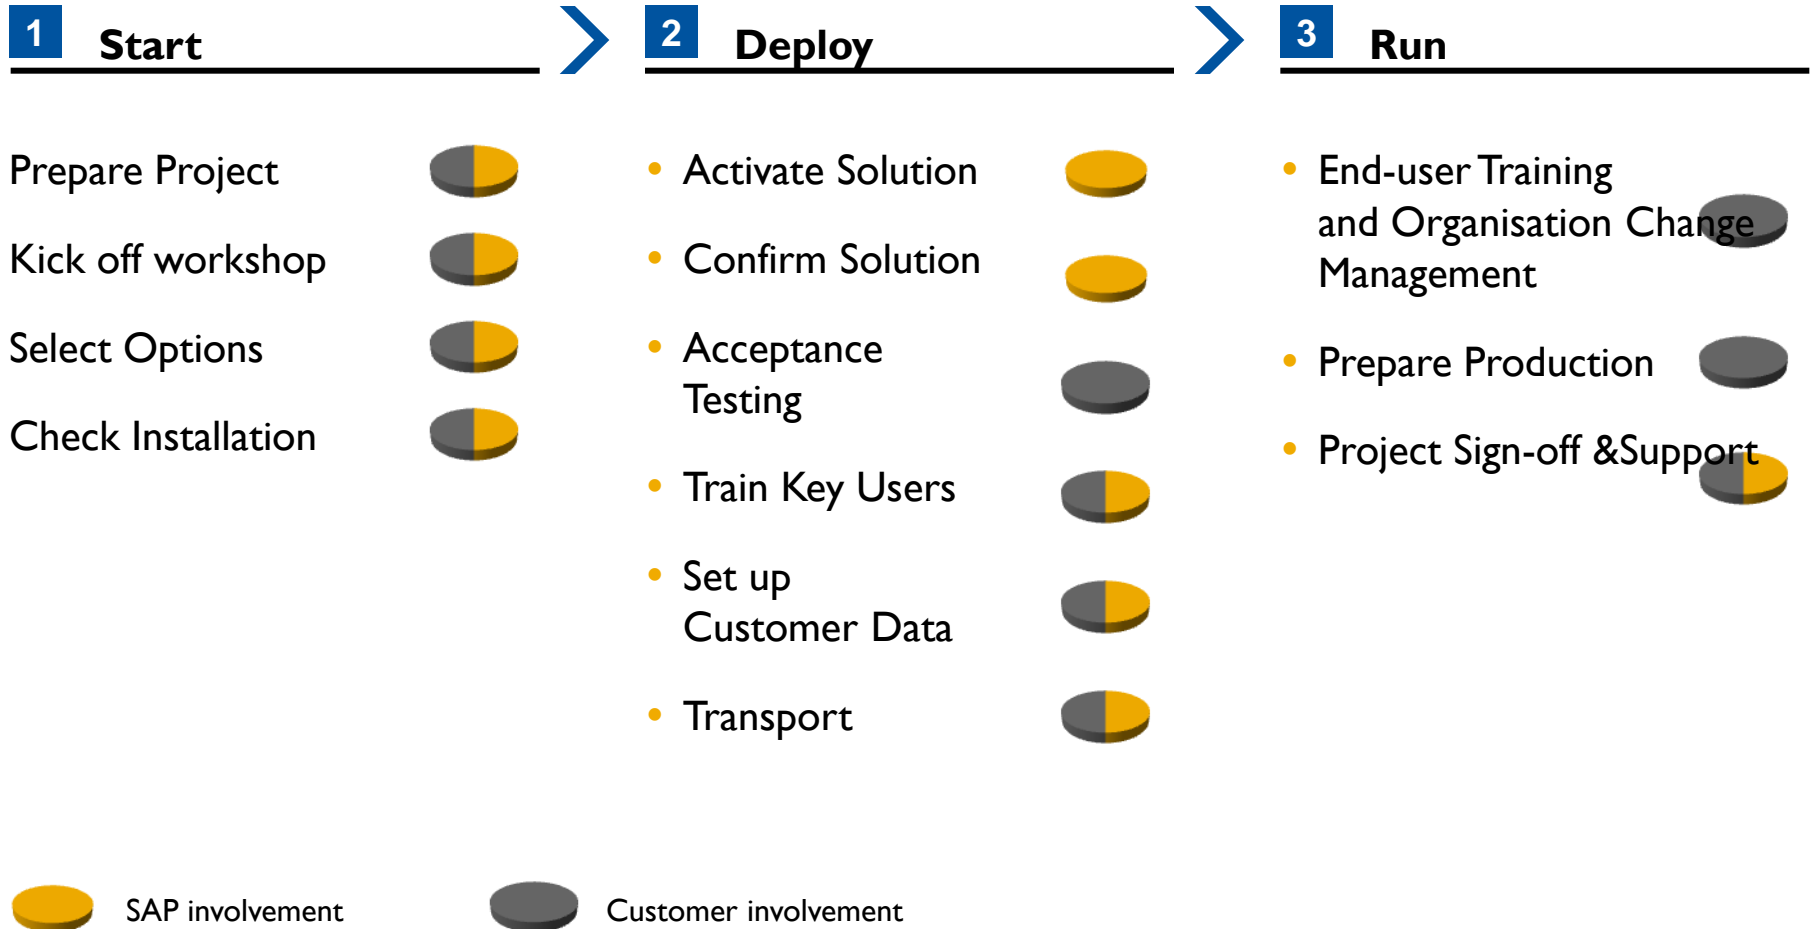 1 Start
Prepare Project
Kick off workshop
Select Options
Check Installation
2 Deploy
• Activate Solution
• Confirm Solution
• Acceptance
Testing
• Train Key Users
• Set up
Customer Data
• Transport
3 Run
• End-user Training
and Organisation Change
Management
• Prepare Production
• Project Sign-off &Support
SAP involvement
Customer involvement